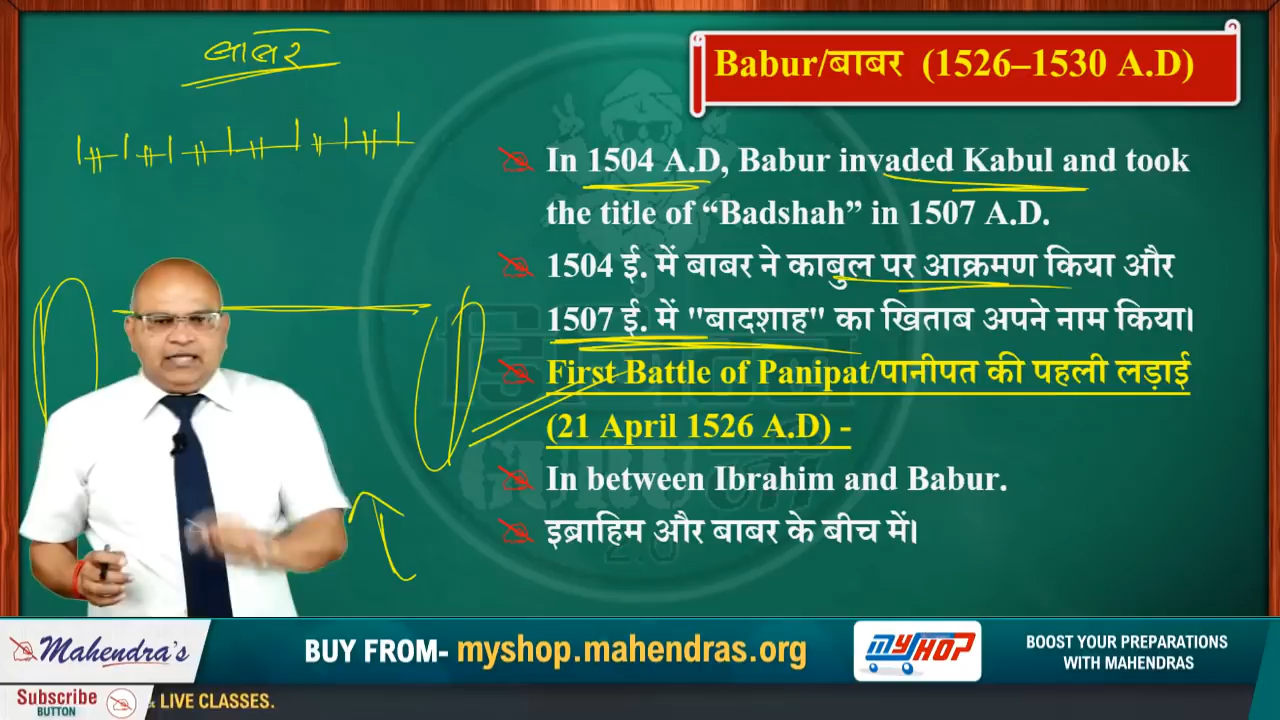 बाबर
Babur/बाबर (1526–1530 A.D)
In 1504 A.D, Babur invaded Kabul and took
the title of “Badshah” in 1507 A.D.
1504 ई. में बाबर ने काबुल पर आक्रमण किया और
1507 ई. में "बादशाह" का खिताब अपने नाम किया।
First Battle of Panipat/पानीपत की पहली लड़ाई
(21 April 1526 A.D) -
In between Ibrahim and Babur.
इब्राहिम और बाबर के बीच में।
2.0
Mahendra's
BUY FROM- myshop.mahendras.org
MYSHOP
BOOST YOUR PREPARATIONS
WITH MAHENDRAS
Subscribe
BUTTON
& LIVE CLASSES.